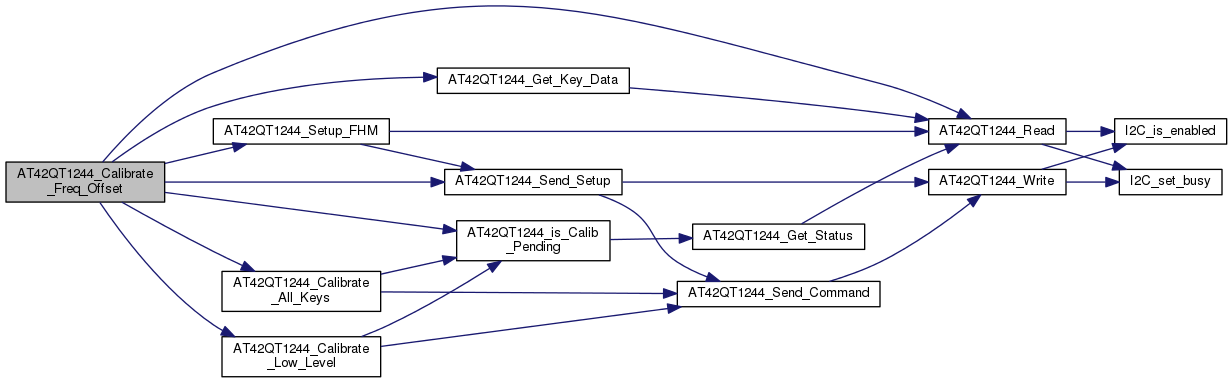 AT42QT1244_Calibrate
_Freq_Offset
AT42QT1244_Get_Key_Data
AT42QT1244_Setup_FHM
AT42QT1244_Send_Setup
AT42QT1244_is_Calib
_Pending
AT42QT1244_Calibrate
_All_Keys
AT42QT1244_Calibrate
_Low_Level
AT42QT1244_Get_Status
AT42QT1244_Send_Command
AT42QT1244_Read
AT42QT1244_Write
I2C_is_enabled
I2C_set_busy